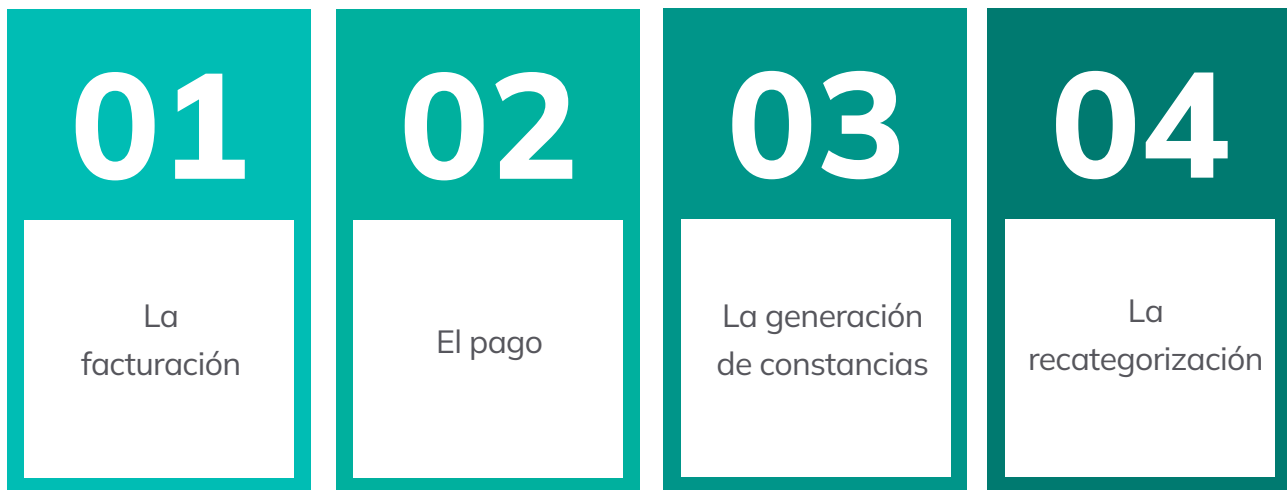 01
La
facturación
02
El pago
03
La generación
de constancias
04
La
recategorización